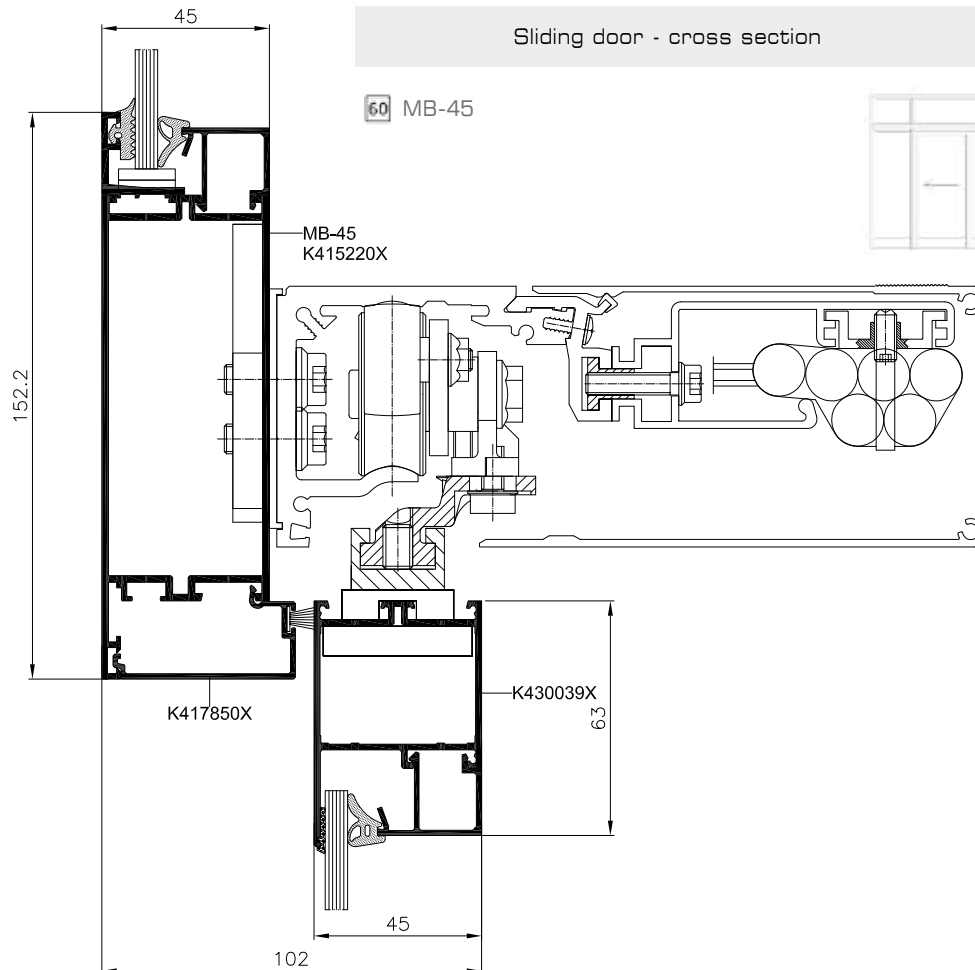 45
Sliding door - cross section
60 MB-45
MB-45
K415220X
152.2
K417850X
K430039X
63
45
102